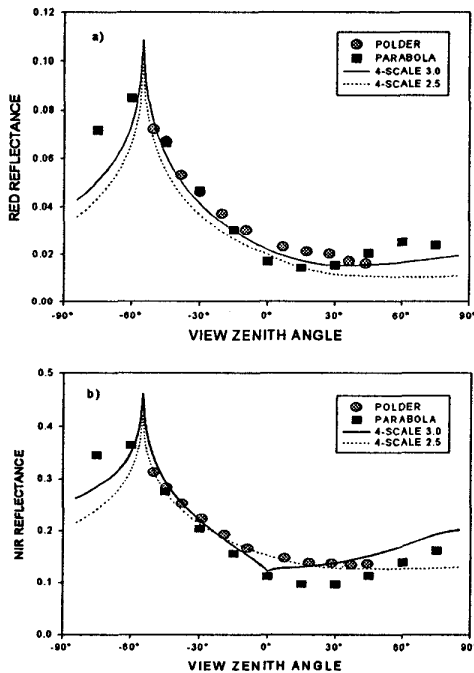 a)
POLDER
PARABOLA
4-SCALE 3.0
4-SCALE 2.5
RED REFLECTANCE
0.12
0.10
0.08
0.06
0.04
0.02
0.00
-90° -60° -30° 0° 30° 60° 90°
VIEW ZENITH ANGLE
b)
POLDER
PARABOLA
4-SCALE 3.0
4-SCALE 2.5
NIR REFLECTANCE
0.5
0.4
0.3
0.2
0.1
0.0
-90° -60° -30° 0° 30° 60° 90
VIEW ZENITH ANGLE